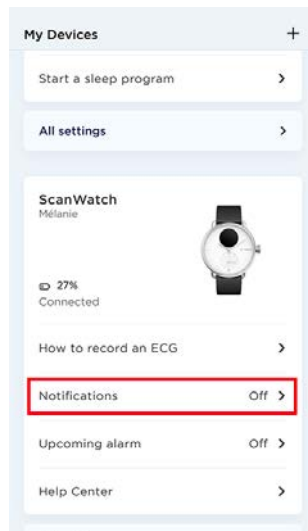 My Devices +
Start a sleep program
All settings
ScanWatch
Mélanie
27%
Connected
How to record an ECG
Notifications Off
Upcoming alarm Off
Help Center